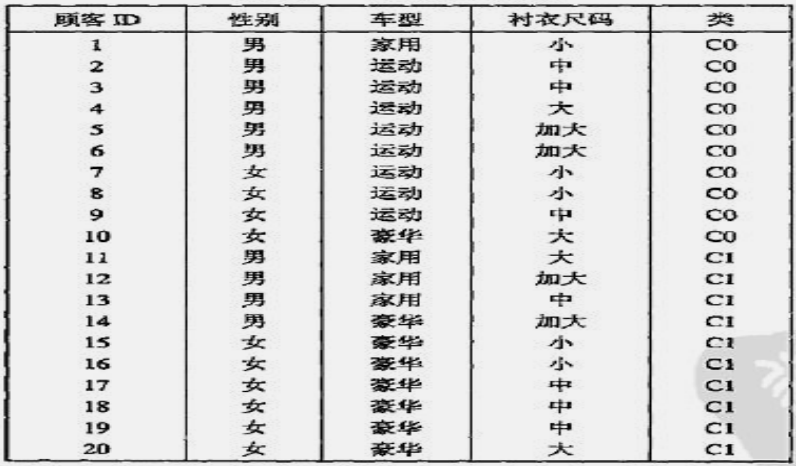 顾客 ID 性别 车型 衬衣尺码 类
1 男 家用 小 C0
2 男 运动 中 C0
3 男 运动 中 C0
4 男 运动 大 C0
5 男 运动 加大 C0
6 男 运动 加大 C0
7 女 运动 小 C0
8 女 运动 小 C0
9 女 运动 中 C0
10 女 豪华 大 C0
11 男 家用 大 C1
12 男 家用 加大 C1
13 男 家用 中 C1
14 男 豪华 加大 C1
15 女 豪华 小 C1
16 女 豪华 小 C1
17 女 豪华 中 C1
18 女 豪华 中 C1
19 女 豪华 中 C1
20 女 豪华 大 C1